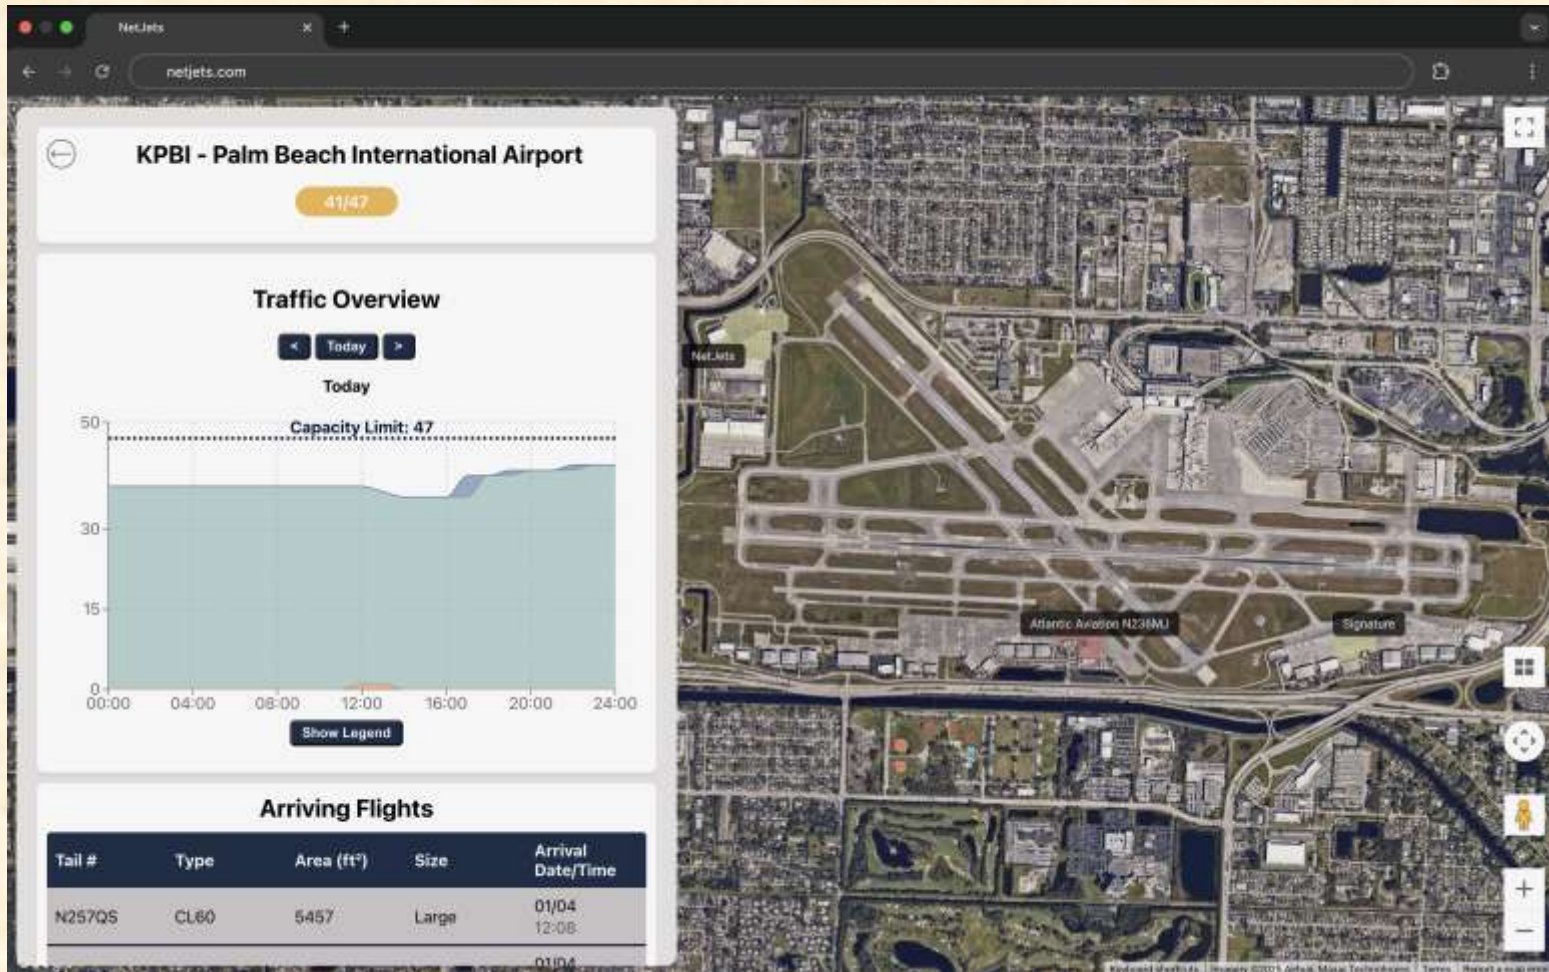 NetJets
netjets.com
KPBI - Palm Beach International Airport
41/47
Traffic Overview
< Today >
Today
Capacity Limit: 47
50
30
15
0
00:00 04:00 08:00 12:00 16:00 20:00 24:00
Show Legend
Arriving Flights
Tail # Type Area (ft²) Size Arrival Date/Time
N257QS CL60 5457 Large 01/04
12:08
01/04
NetJets
Atlantic Aviation N236MJ
Signature
Keyboard shortcuts